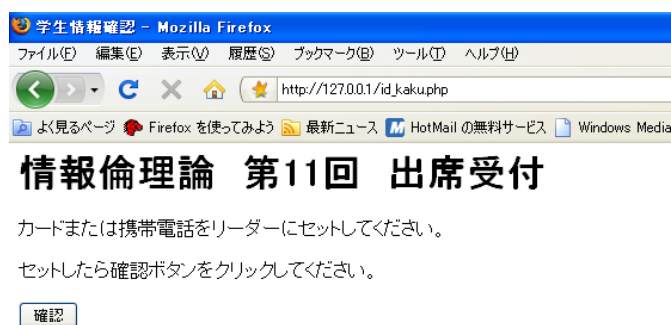 学生情報確認 - Mozilla Firefox
ファイル(F) 編集(E) 表示(V) 履歴(S) ブックマーク(B) ツール(T) ヘルプ(H)
http://127.0.0.1/id_kaku.php
よく見るページ Firefox を使ってみよう 最新ニュース HotMail の無料サービス Windows Media
情報倫理論 第11回 出席受付
カードまたは携帯電話をリーダーにセットしてください。
セットしたら確認ボタンをクリックしてください。
確認